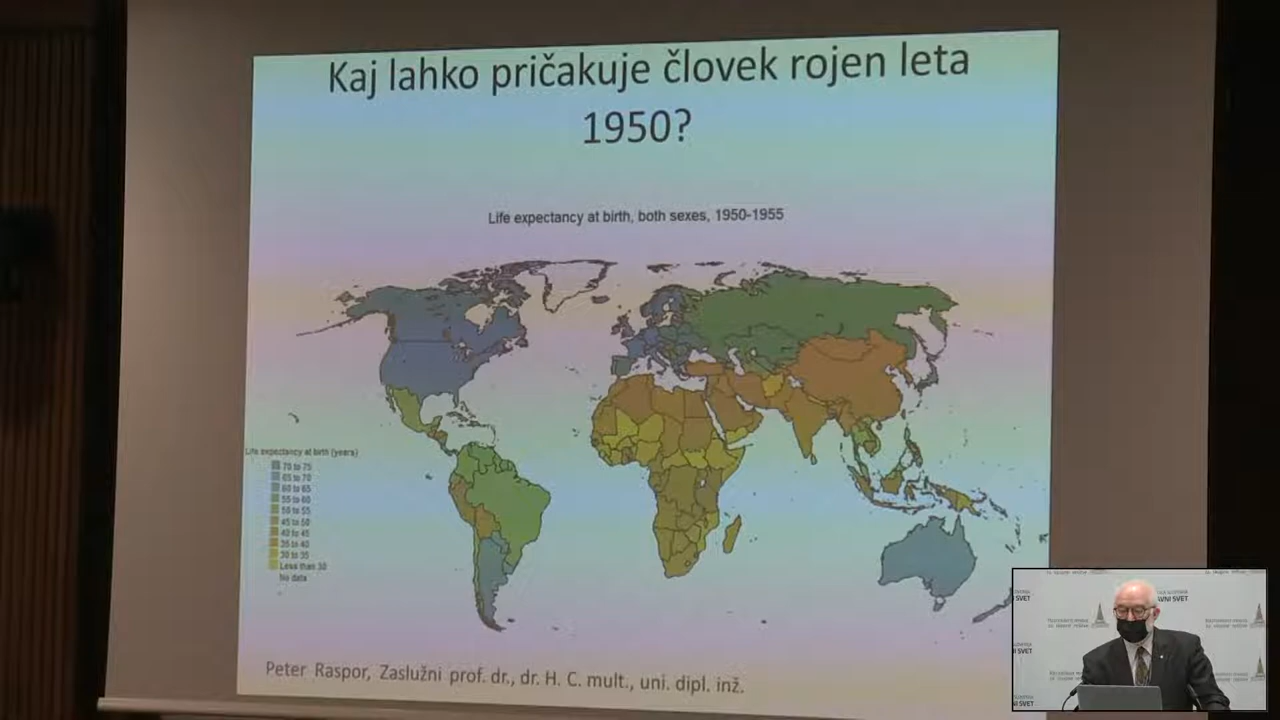 Kaj lahko pričakuje človek rojen leta
1950?
Life expectancy at birth, both sexes, 1950-1955
Life expectancy at birth (years)
70 to 75
65 to 70
60 to 65
55 to 60
50 to 55
45 to 50
40 to 45
35 to 40
30 to 35
Less than 30
No data
Peter Raspor, Zaslužni prof. dr., dr. H. C. mult., uni. dipl. inž.
VNI SVET